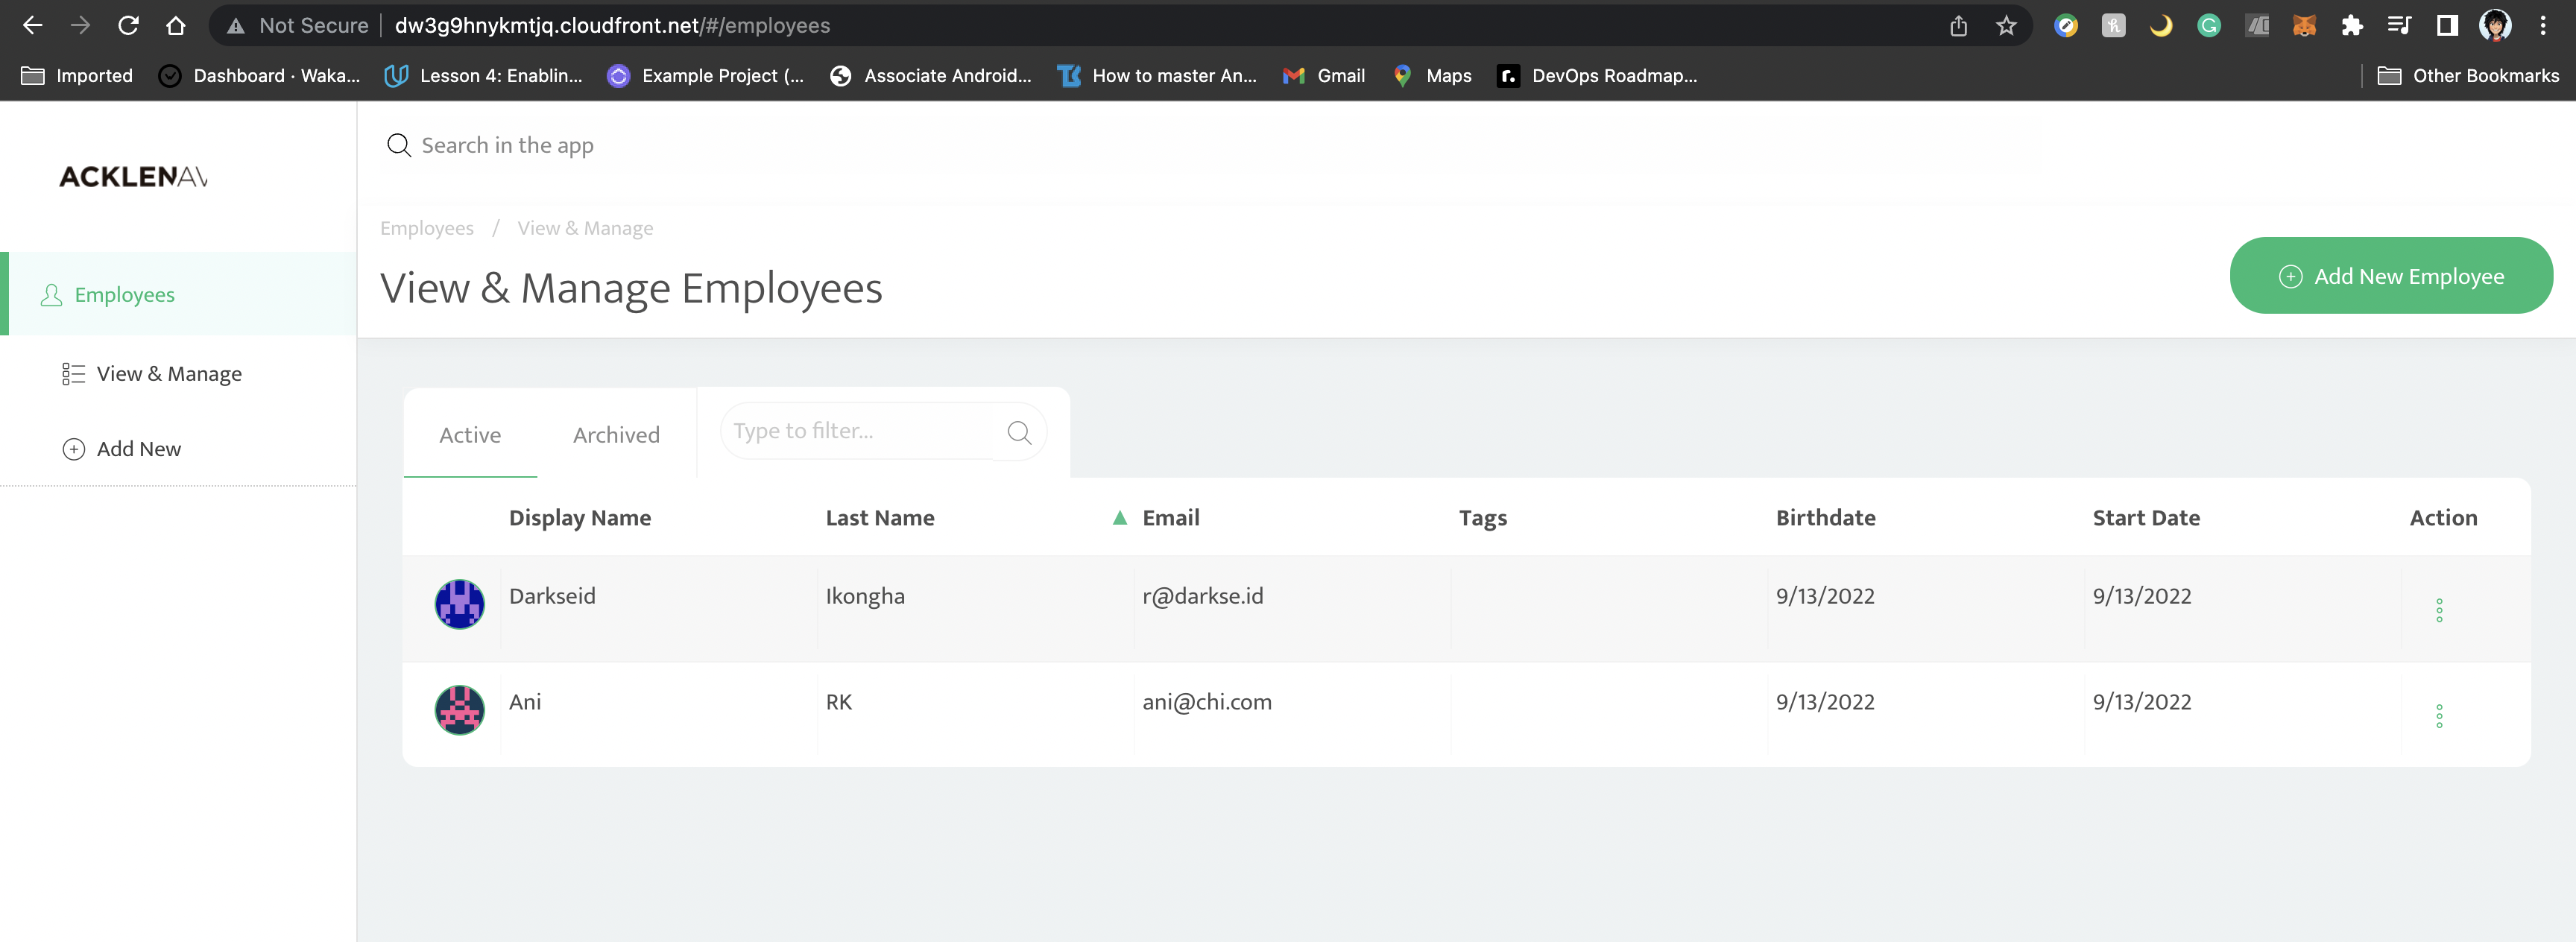 Not Secure | dw3g9hnykmtjq.cloudfront.net/#/employees
Imported Dashboard · Waka... Lesson 4: Enablin... Example Project (... Associate Android... How to master An... Gmail Maps DevOps Roadmap... Other Bookmarks
ACKLENAV
Search in the app
Employees / View & Manage
View & Manage Employees
Add New Employee
Employees
View & Manage
Add New
Active Archived Type to filter...
Display Name Last Name Email Tags Birthdate Start Date Action
Darkseid Ikongha r@darkse.id 9/13/2022 9/13/2022
Ani RK ani@chi.com 9/13/2022 9/13/2022